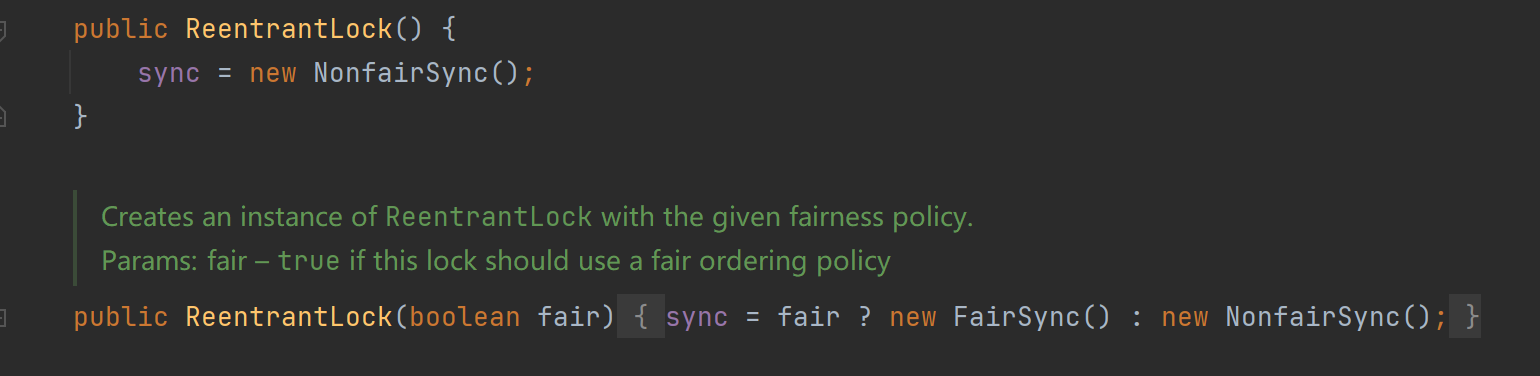 public ReentrantLock() {
sync = new NonfairSync();
}
Creates an instance of ReentrantLock with the given fairness policy.
Params: fair – true if this lock should use a fair ordering policy
public ReentrantLock(boolean fair) { sync = fair ? new FairSync() : new NonfairSync(); }